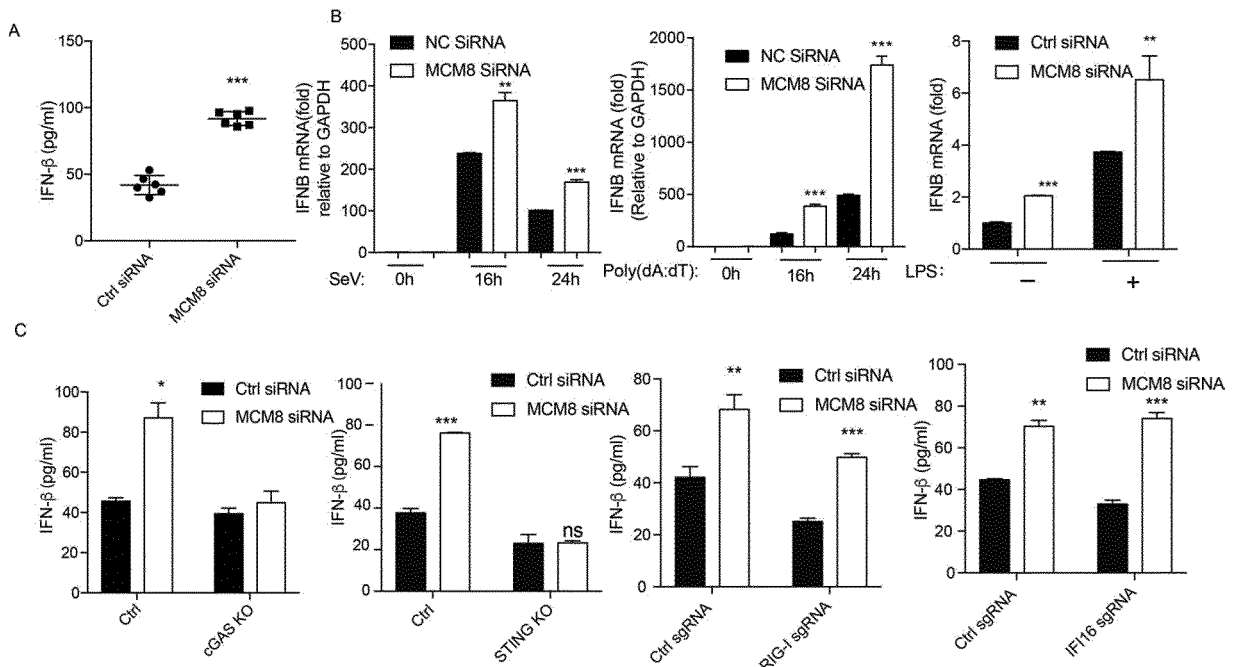 A
150
100
50
0
IFN-β (pg/ml)
***
Ctrl siRNA
MCM8 siRNA
B
NC SiRNA
MCM8 SiRNA
500
400
300
200
100
0
IFNB mRNA(fold)
relative to GAPDH
**
***
SeV:
0h
16h
24h
NC SiRNA
MCM8 SiRNA
2000
1500
1000
500
0
IFNB mRNA (fold)
(Relative to GAPDH)
***
***
Poly(dA:dT):
0h
16h
24h
Ctrl siRNA
MCM8 siRNA
8
6
4
2
0
IFNB mRNA (fold)
***
**
LPS:
−
+
C
Ctrl siRNA
MCM8 siRNA
100
80
60
40
20
0
IFN-β (pg/ml)
*
Ctrl
cGAS KO
Ctrl siRNA
MCM8 siRNA
100
80
60
40
20
0
IFN-β (pg/ml)
***
ns
Ctrl
STING KO
Ctrl siRNA
MCM8 siRNA
80
60
40
20
0
IFN-β (pg/ml)
**
***
Ctrl sgRNA
RIG-I sgRNA
Ctrl siRNA
MCM8 siRNA
100
80
60
40
20
0
IFN-β (pg/ml)
**
***
Ctrl sgRNA
IFI16 sgRNA